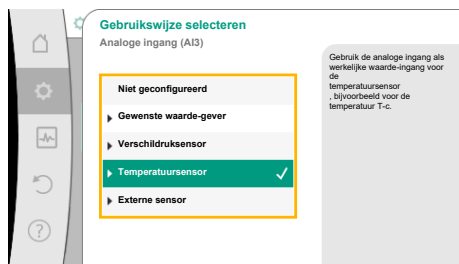 Gebruikswijze selecteren
Analoge ingang (AI3)
Niet geconfigureerd
Gewenste waarde-gever
Verschildruksensor
Temperatuursensor
Externe sensor
Gebruik de analoge ingang als
werkelijke waarde-ingang voor
de
temperatuursensor
, bijvoorbeeld voor de
temperatuur T-c.
?